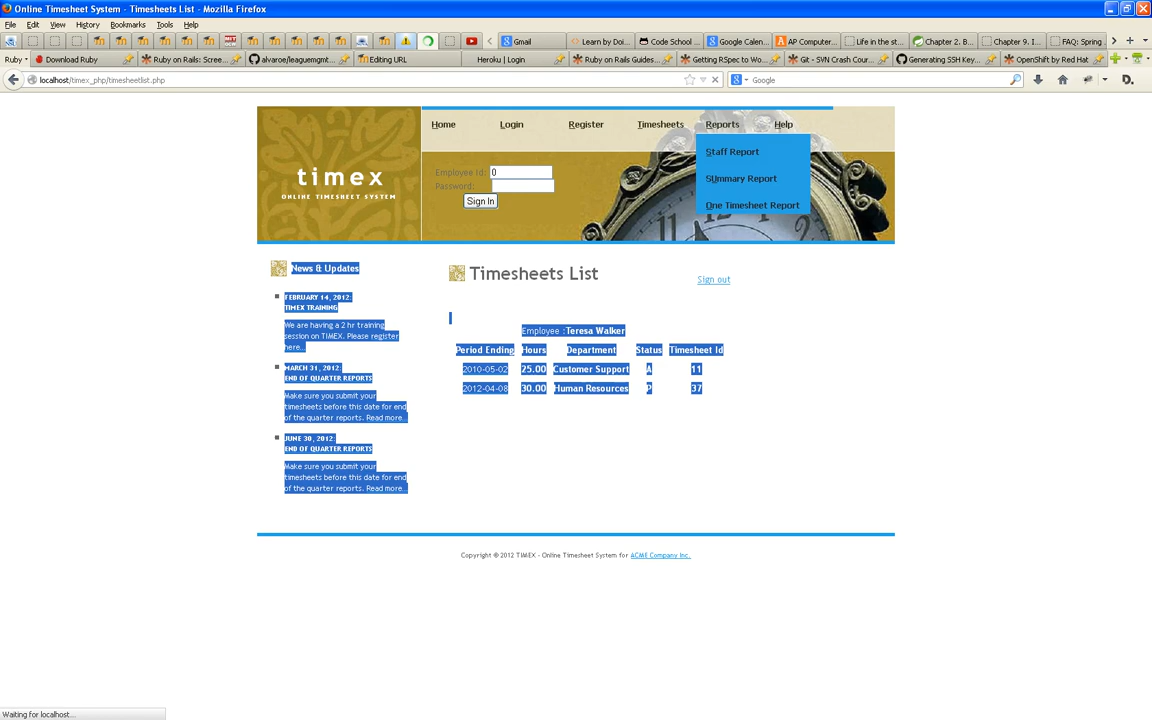 Online Timesheet System - Timesheets List - Mozilla Firefox
File Edit View History Bookmarks Tools Help
Gmail Learn by Doi... Code School ... Google Calen... AP Computer... Life in the st... Chapter 2. B... Chapter 9. I... FAQ: Spring
Ruby Download Ruby Ruby on Rails: Scree... alvaroe/leaguemgmt... Editing URL Heroku | Login Ruby on Rails Guides... Getting RSpec to Wo... Git - SVN Crash Cour... Generating SSH Key... OpenShift by Red Hat
localhost/timex_php/timesheetlist.php Google D.
Home Login Register Timesheets Reports Help
Staff Report
SUmmary Report
One Timesheet Report
timex
ONLINE TIMESHEET SYSTEM
Employee Id: 0
Password:
Sign In
News & Updates
FEBRUARY 14, 2012:
TIMEX TRAINING
We are having a 2 hr training
session on TIMEX. Please register
here...
MARCH 31, 2012:
END OF QUARTER REPORTS
Make sure you submit your
timesheets before this date for end
of the quarter reports. Read more...
JUNE 30, 2012:
END OF QUARTER REPORTS
Make sure you submit your
timesheets before this date for end
of the quarter reports. Read more...
Timesheets List
Sign out
Employee :Teresa Walker
Period Ending Hours Department Status Timesheet Id
2010-05-02 25.00 Customer Support A 11
2012-04-08 30.00 Human Resources P 37
Copyright © 2012 TIMEX - Online Timesheet System for ACME Company Inc.
Waiting for localhost...